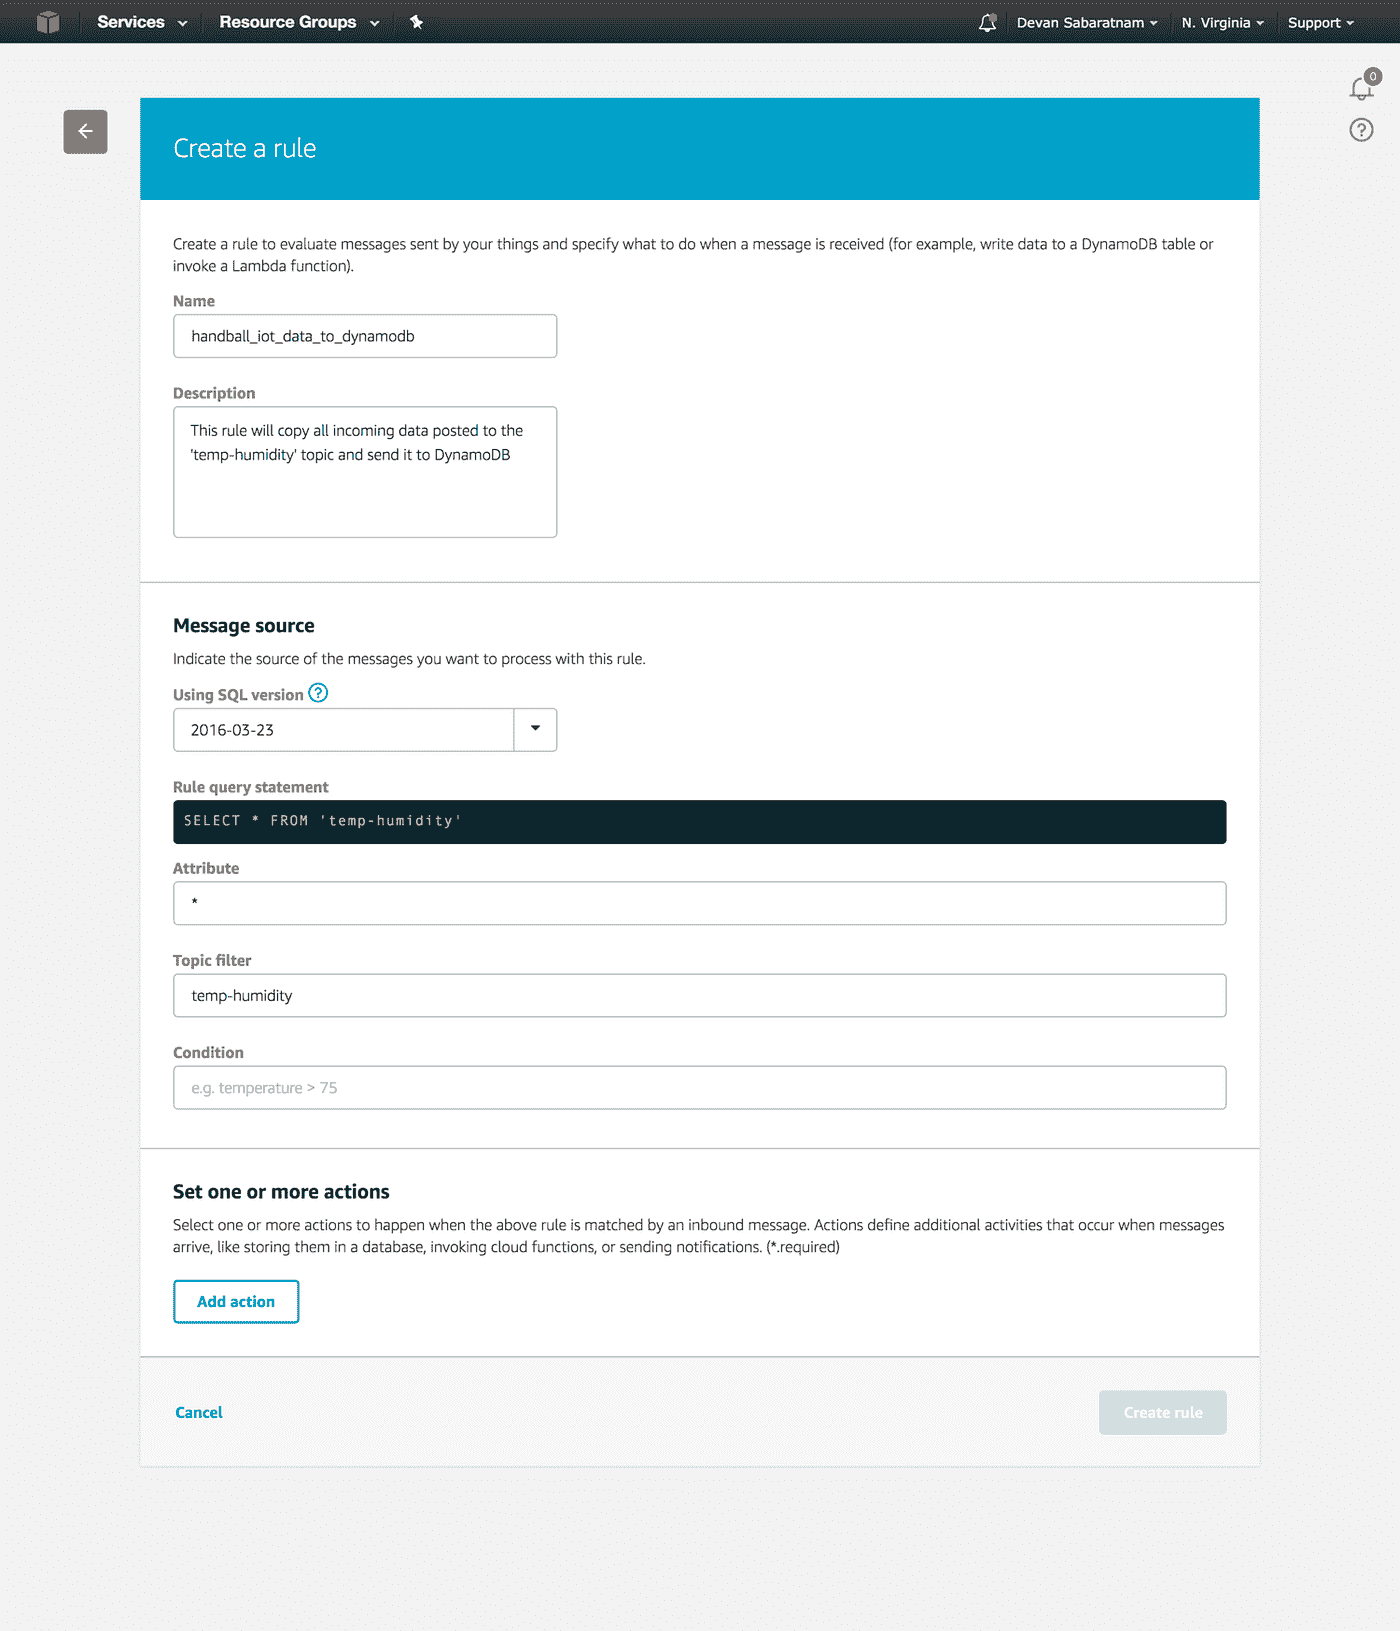 Services Resource Groups Devan Sabaratnam N. Virginia Support
0
Create a rule
Create a rule to evaluate messages sent by your things and specify what to do when a message is received (for example, write data to a DynamoDB table or
invoke a Lambda function).
Name
handball_iot_data_to_dynamodb
Description
This rule will copy all incoming data posted to the
'temp-humidity' topic and send it to DynamoDB
Message source
Indicate the source of the messages you want to process with this rule.
Using SQL version ?
2016-03-23
Rule query statement
SELECT * FROM 'temp-humidity'
Attribute
*
Topic filter
temp-humidity
Condition
e.g. temperature > 75
Set one or more actions
Select one or more actions to happen when the above rule is matched by an inbound message. Actions define additional activities that occur when messages
arrive, like storing them in a database, invoking cloud functions, or sending notifications. (*.required)
Add action
Cancel Create rule